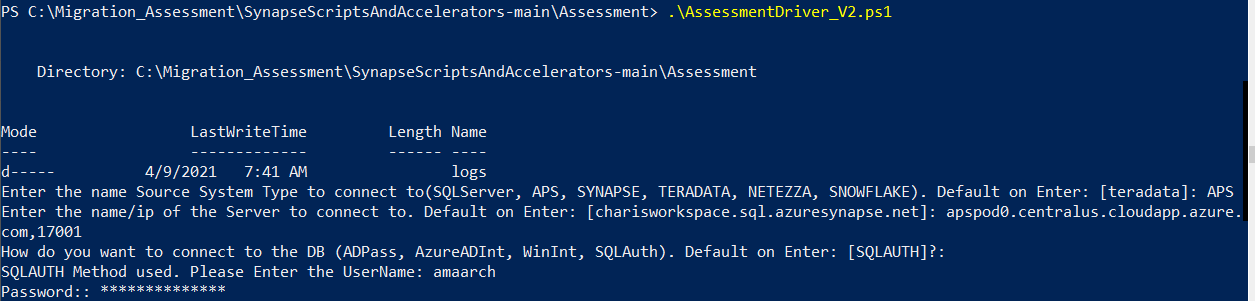 PS C:\Migration_Assessment\SynapseScriptsAndAccelerators-main\Assessment> .\AssessmentDriver_V2.ps1
Directory: C:\Migration_Assessment\SynapseScriptsAndAccelerators-main\Assessment
Mode                LastWriteTime         Length Name
----                -------------         ------ ----
d-----         4/9/2021   7:41 AM                logs
Enter the name Source System Type to connect to(SQLServer, APS, SYNAPSE, TERADATA, NETEZZA, SNOWFLAKE). Default on Enter: [teradata]: APS
Enter the name/ip of the Server to connect to. Default on Enter: [charisworkspace.sql.azuresynapse.net]: apspod0.centralus.cloudapp.azure.
com,17001
How do you want to connect to the DB (ADPass, AzureADInt, WinInt, SQLAuth). Default on Enter: [SQLAUTH]?:
SQLAUTH Method used. Please Enter the UserName: amaarch
Password:: **************